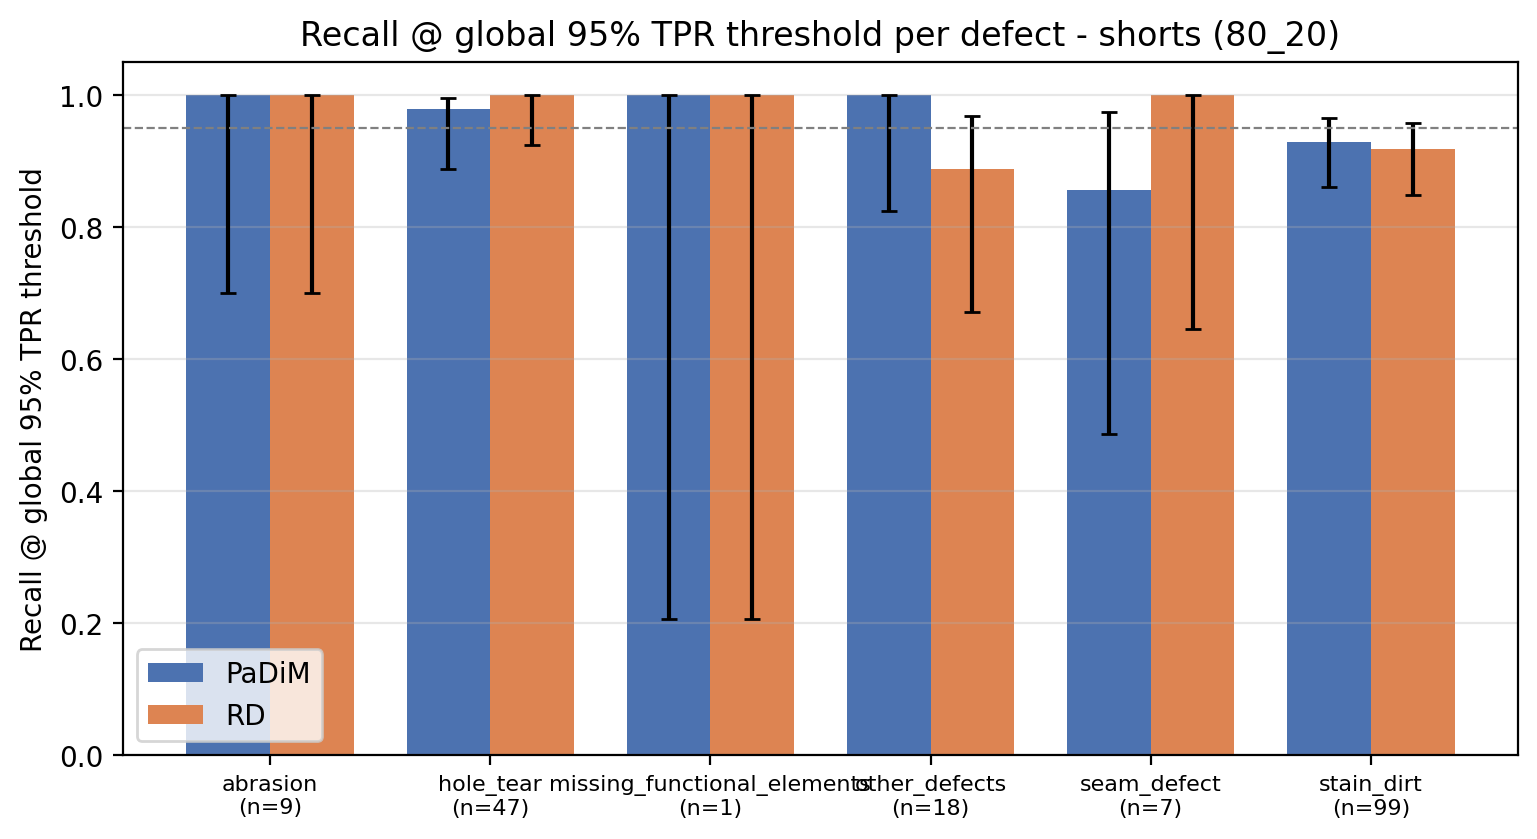 Recall @ global 95% TPR threshold per defect - shorts (80_20)
Recall @ global 95% TPR threshold
1.0
0.8
0.6
0.4
0.2
0.0
PaDiM
RD
abrasion
(n=9)
hole_tear
(n=47)
missing_functional_elements
(n=1)
other_defects
(n=18)
seam_defect
(n=7)
stain_dirt
(n=99)